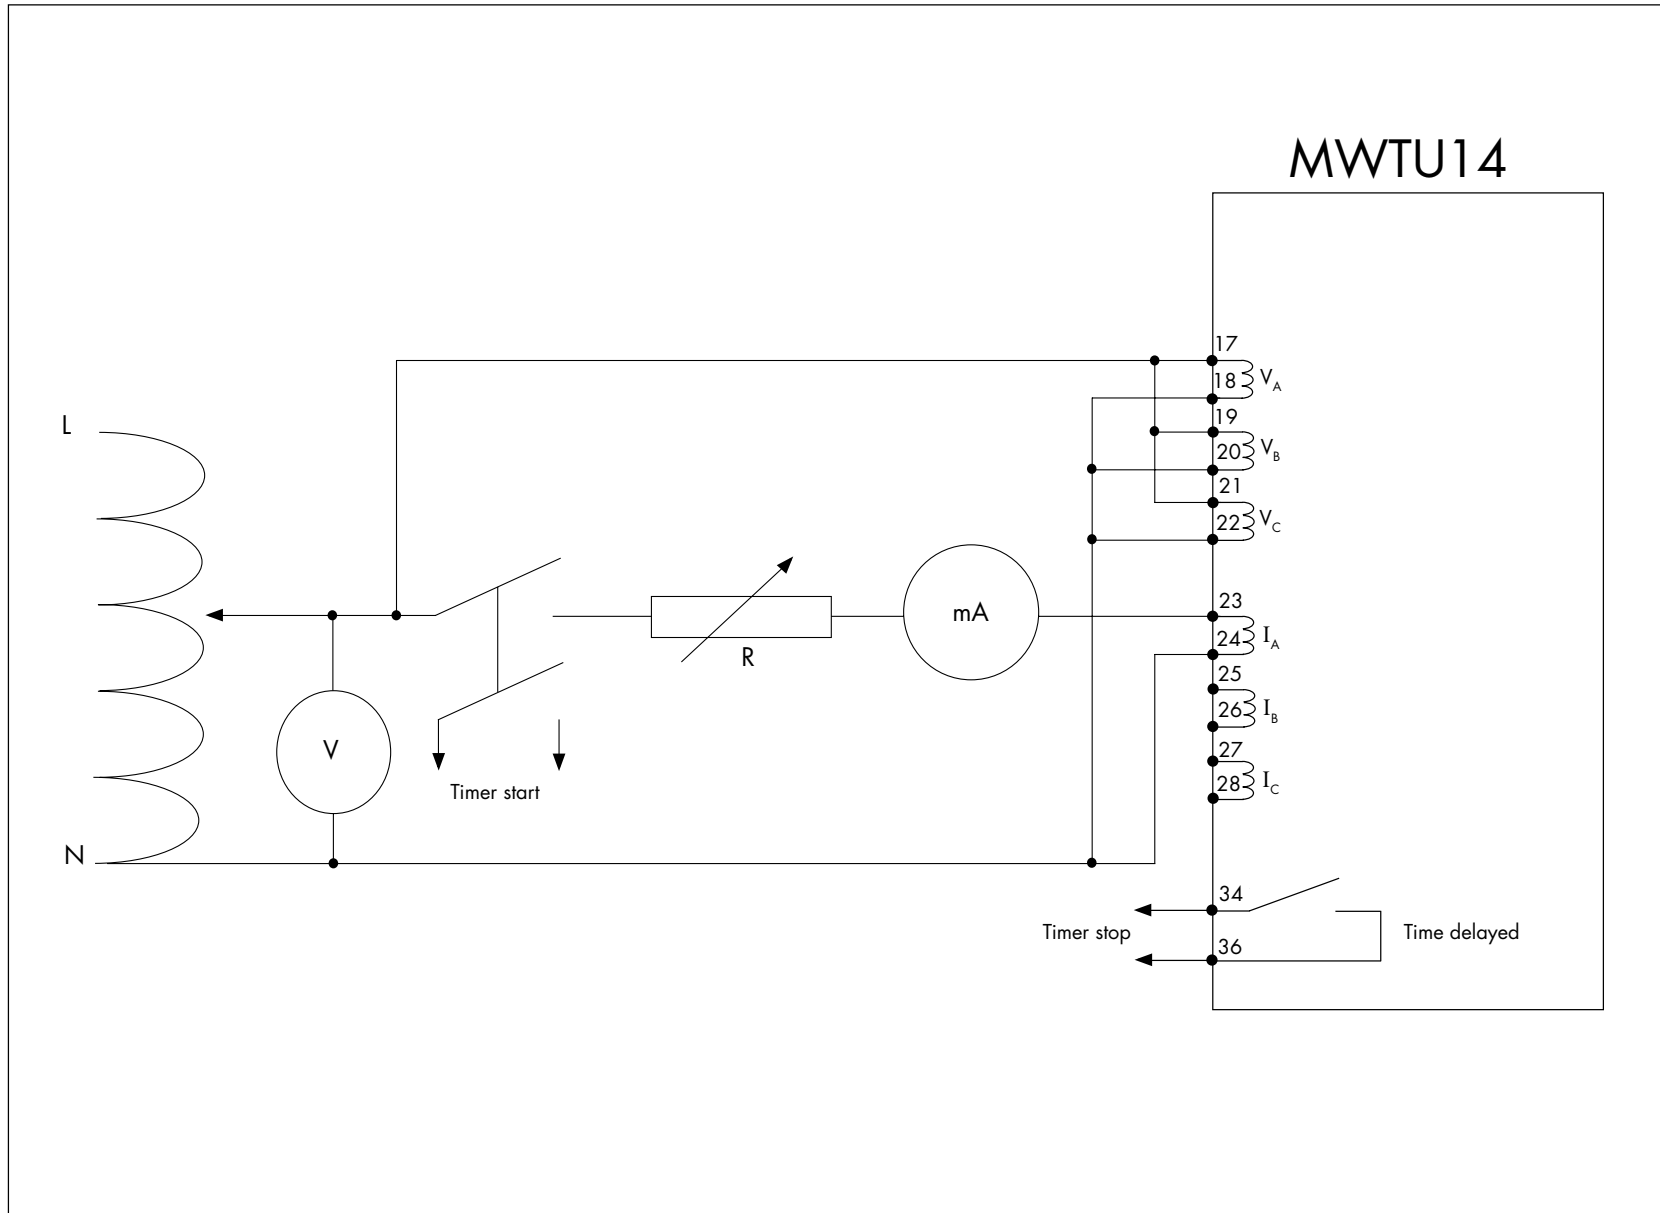 MWTU14
17
18 VA
19
20 VB
21
22 VC
L
23
24 IA
25
26 IB
27
28 IC
mA
R
V
Timer start
N
34
Timer stop
Time delayed
36